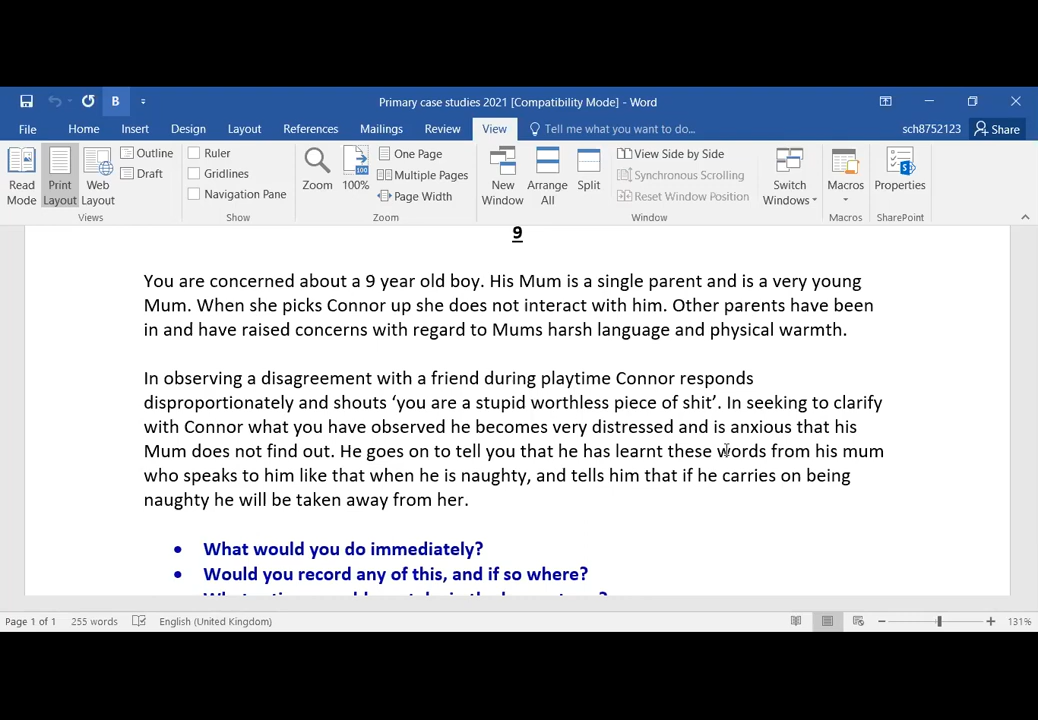 Primary case studies 2021 [Compatibility Mode] - Word
File Home Insert Design Layout References Mailings Review View Tell me what you want to do... sch8752123 Share
Read Mode
Print Layout
Web Layout
Outline
Draft
Views
Ruler
Gridlines
Navigation Pane
Show
Zoom
100%
One Page
Multiple Pages
Page Width
Zoom
New Window
Arrange All
Split
View Side by Side
Synchronous Scrolling
Reset Window Position
Window
Switch Windows
Macros
Macros
Properties
SharePoint
9
You are concerned about a 9 year old boy. His Mum is a single parent and is a very young
Mum. When she picks Connor up she does not interact with him. Other parents have been
in and have raised concerns with regard to Mums harsh language and physical warmth.
In observing a disagreement with a friend during playtime Connor responds
disproportionately and shouts ‘you are a stupid worthless piece of shit’. In seeking to clarify
with Connor what you have observed he becomes very distressed and is anxious that his
Mum does not find out. He goes on to tell you that he has learnt these words from his mum
who speaks to him like that when he is naughty, and tells him that if he carries on being
naughty he will be taken away from her.
• What would you do immediately?
• Would you record any of this, and if so where?
Page 1 of 1 255 words English (United Kingdom) 131%